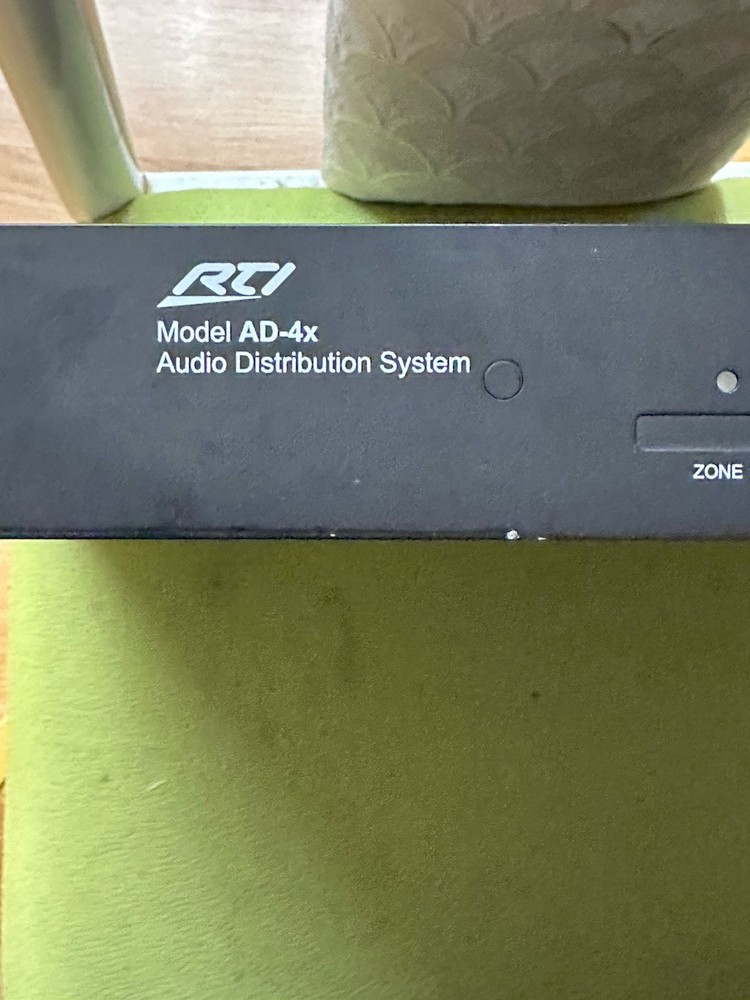 RTI
Model AD-4x
Audio Distribution System
ZONE